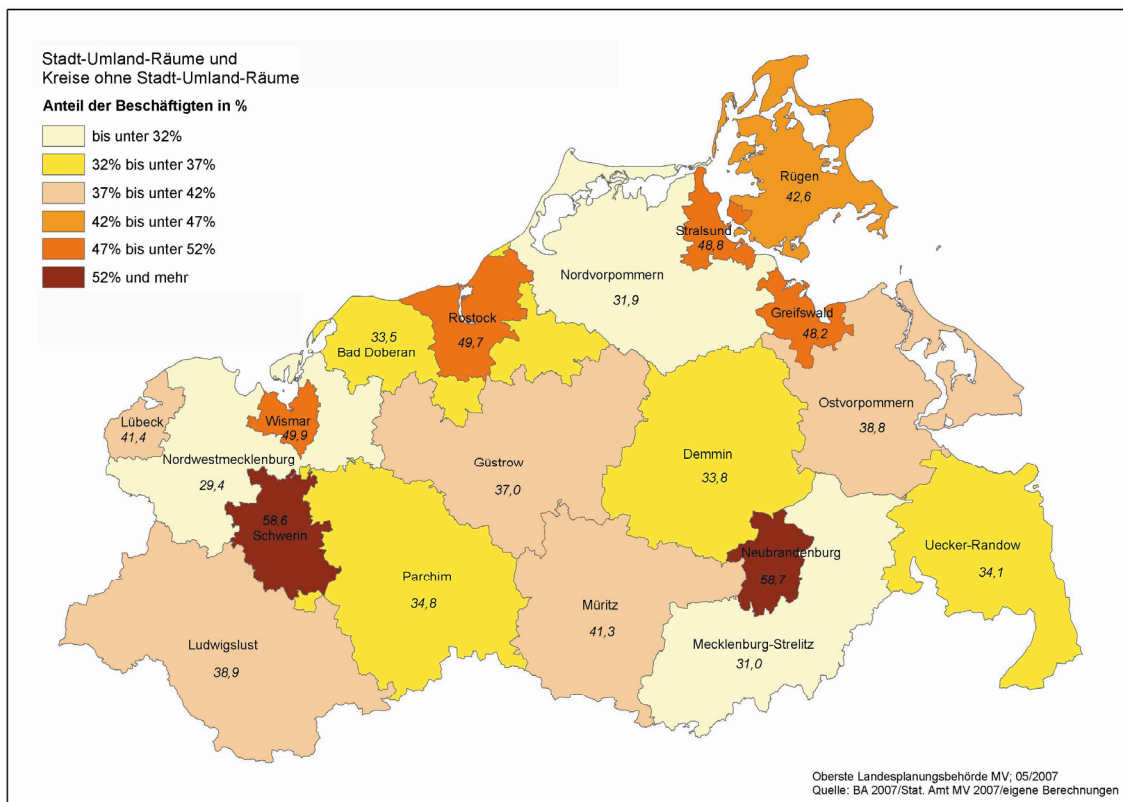 Stadt-Umland-Räume und
Kreise ohne Stadt-Umland-Räume
Anteil der Beschäftigten in %
bis unter 32%
32% bis unter 37%
37% bis unter 42%
42% bis unter 47%
47% bis unter 52%
52% und mehr
Rügen
42,6
Stralsund
48,8
Nordvorpommern
31,9
Greifswald
48,2
Rostock
49,7
33,5
Bad Doberan
Ostvorpommern
38,8
Lübeck
41,4
Wismar
49,9
Nordwestmecklenburg
29,4
Güstrow
37,0
Demmin
33,8
58,6
Schwerin
Neubrandenburg
58,7
Uecker-Randow
34,1
Parchim
34,8
Müritz
41,3
Mecklenburg-Strelitz
31,0
Ludwigslust
38,9
Oberste Landesplanungsbehörde MV; 05/2007
Quelle: BA 2007/Stat. Amt MV 2007/eigene Berechnungen